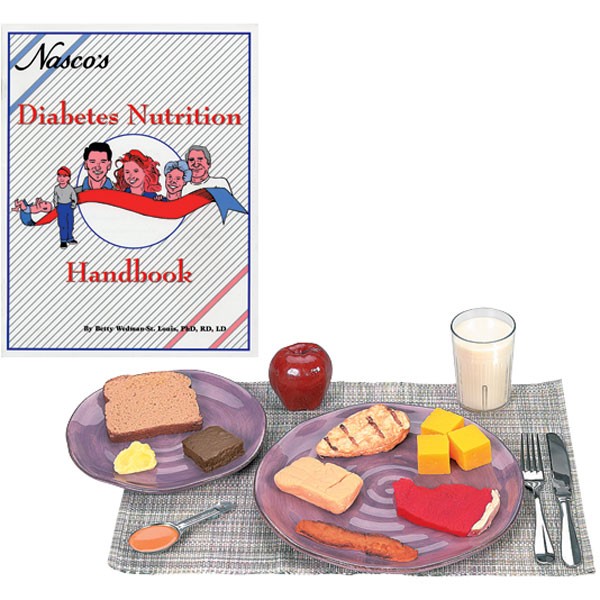 Nasco's
Diabetes Nutrition
Handbook
By Betty Wedman-St. Louis, PhD, RD, LD